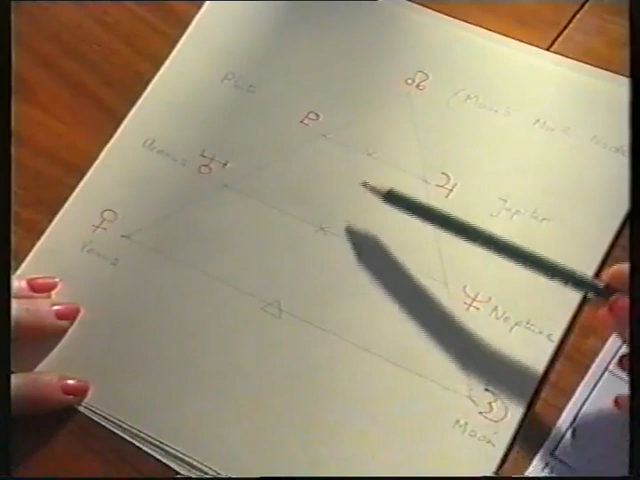 ☊ (Moon's North Node
Pluto
♇
Uranus ♅
♃ Jupiter
♀
Venus
♆ Neptune
☽
Moon